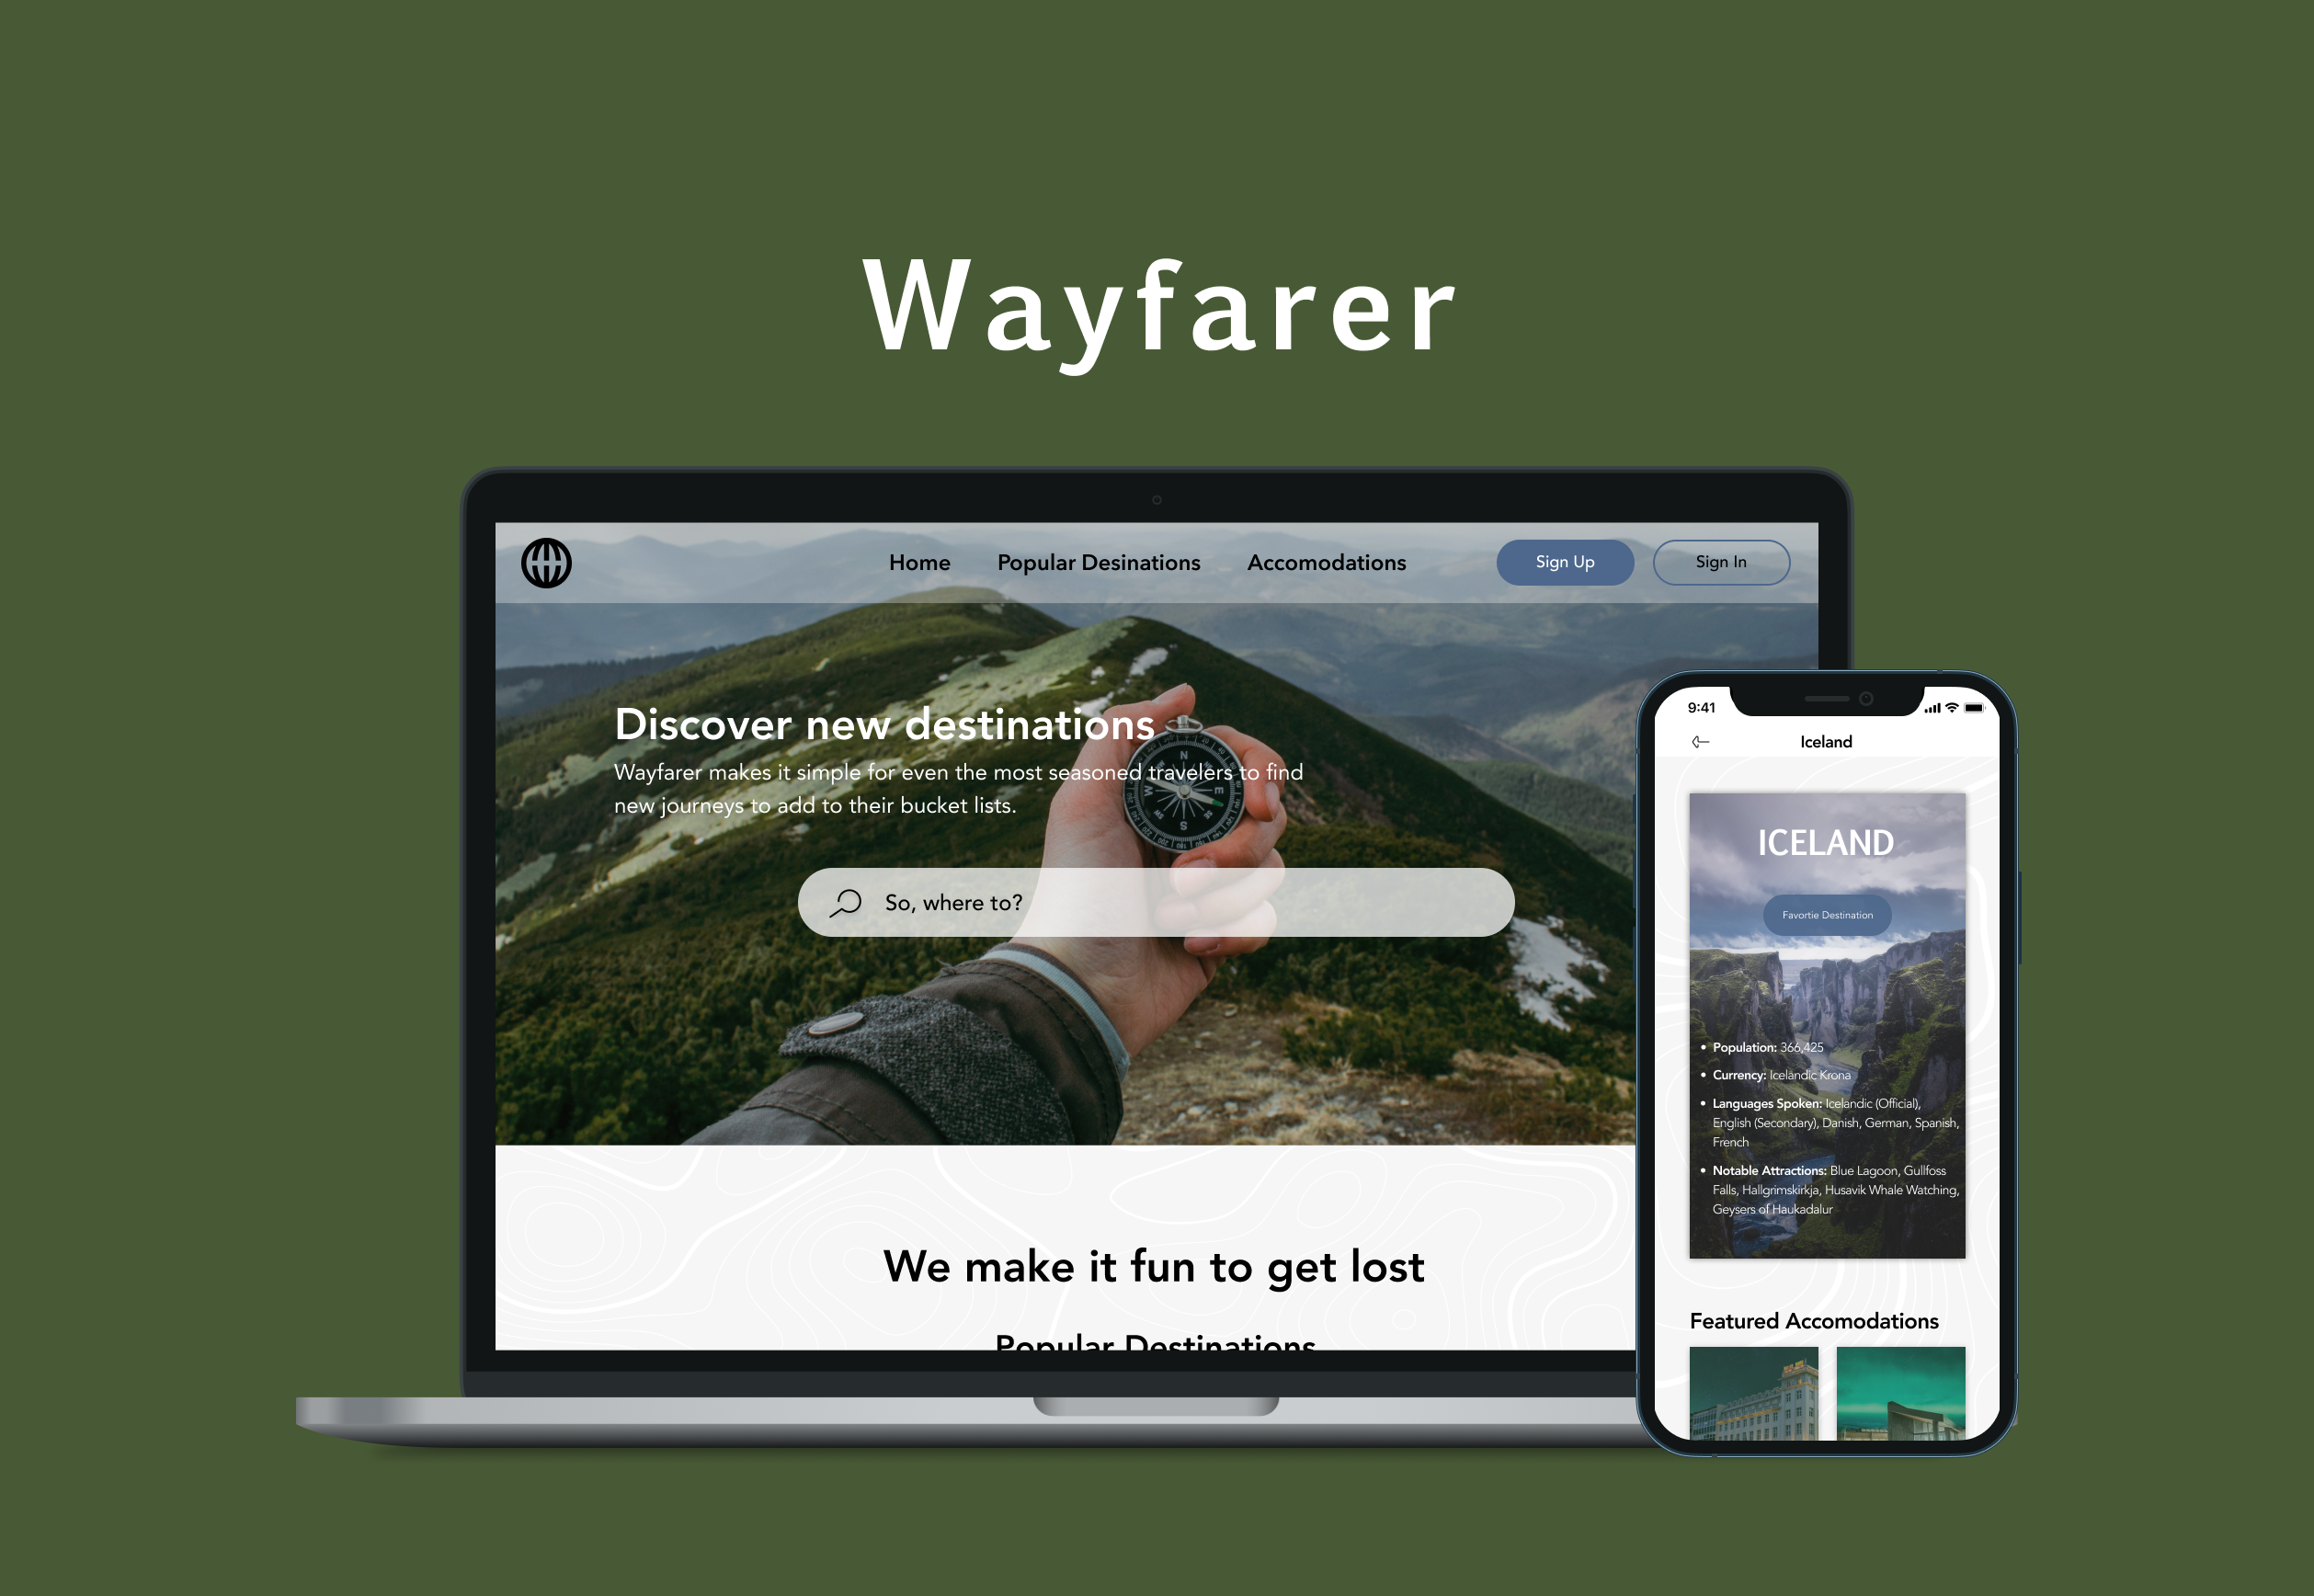 Wayfarer
Home Popular Desinations Accomodations Sign Up Sign In
Discover new destinations
Wayfarer makes it simple for even the most seasoned travelers to find
new journeys to add to their bucket lists.
N
E
S
W
So, where to?
We make it fun to get lost
Popular Destinations
9:41
Iceland
ICELAND
Favortie Destination
• Population: 366,425
• Currency: Icelandic Krona
• Languages Spoken: Icelandic (Official),
English (Secondary), Danish, German, Spanish,
French
• Notable Attractions: Blue Lagoon, Gullfoss
Falls, Hallgrimskirkja, Husavik Whale Watching,
Geysers of Haukadalur
Featured Accomodations